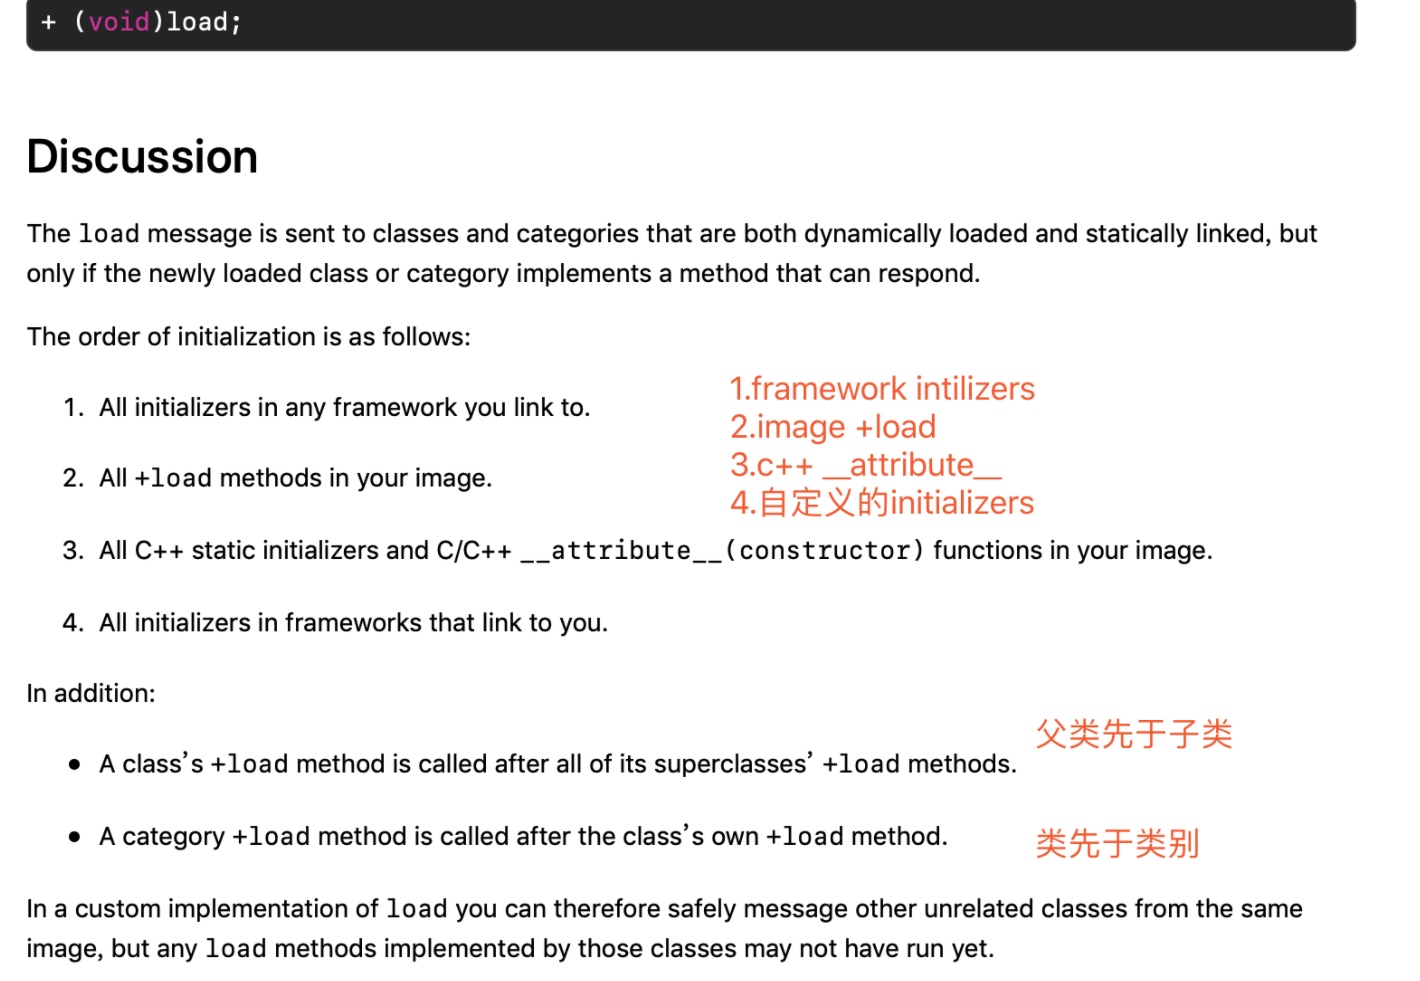 + (void)load;
Discussion
The load message is sent to classes and categories that are both dynamically loaded and statically linked, but
only if the newly loaded class or category implements a method that can respond.
The order of initialization is as follows:
1. All initializers in any framework you link to.
2. All +load methods in your image.
1.framework intilizers
2.image +load
3.c++ __attribute__
4.自定义的initializers
3. All C++ static initializers and C/C++ __attribute__(constructor) functions in your image.
4. All initializers in frameworks that link to you.
In addition:
父类先于子类
• A class’s +load method is called after all of its superclasses’ +load methods.
• A category +load method is called after the class’s own +load method.
类先于类别
In a custom implementation of load you can therefore safely message other unrelated classes from the same
image, but any load methods implemented by those classes may not have run yet.